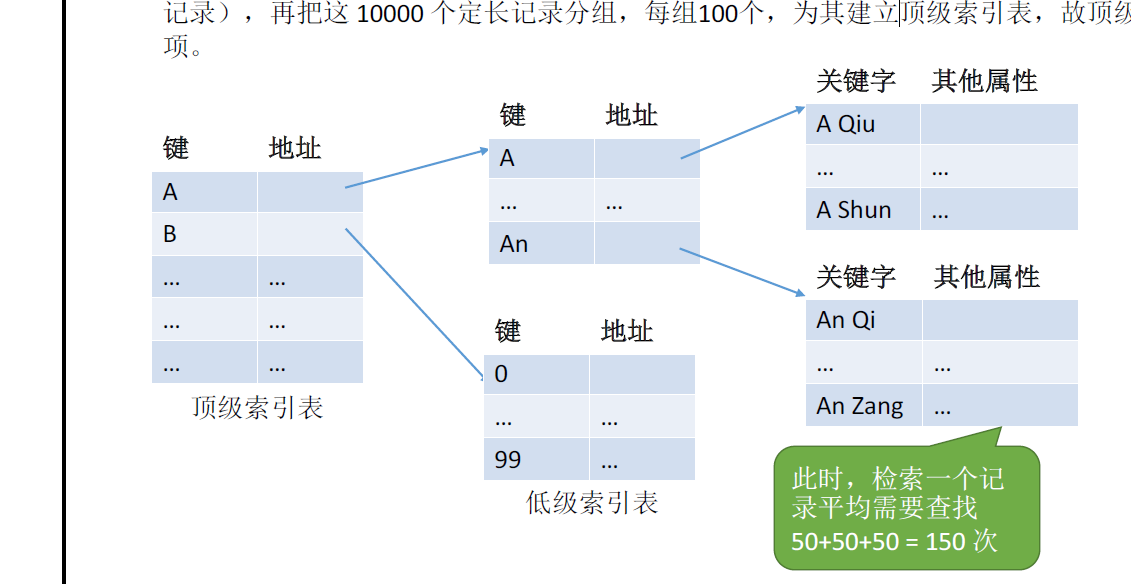 记录），再把这 10000 个定长记录分组，每组100个，为其建立顶级索引表，故顶级
项。
键 地址
A
B
... ...
... ...
... ...
顶级索引表
键 地址
A
... ...
An
键 地址
0
... ...
99 ...
低级索引表
关键字 其他属性
A Qiu
... ...
A Shun ...
关键字 其他属性
An Qi
... ...
An Zang ...
此时，检索一个记
录平均需要查找
50+50+50 = 150 次